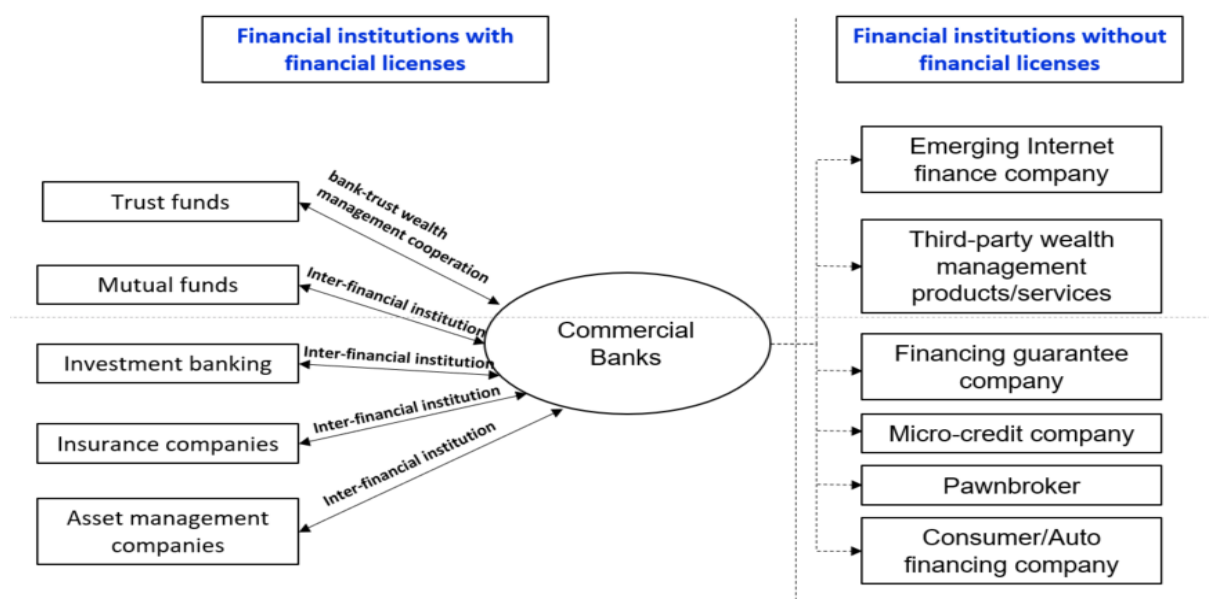 Financial institutions with
financial licenses
Financial institutions without
financial licenses
Trust funds
Mutual funds
Investment banking
Insurance companies
Asset management
companies
bank-trust wealth
management cooperation
Inter-financial institution
Inter-financial institution
Inter-financial institution
Inter-financial institution
Commercial
Banks
Emerging Internet
finance company
Third-party wealth
management
products/services
Financing guarantee
company
Micro-credit company
Pawnbroker
Consumer/Auto
financing company